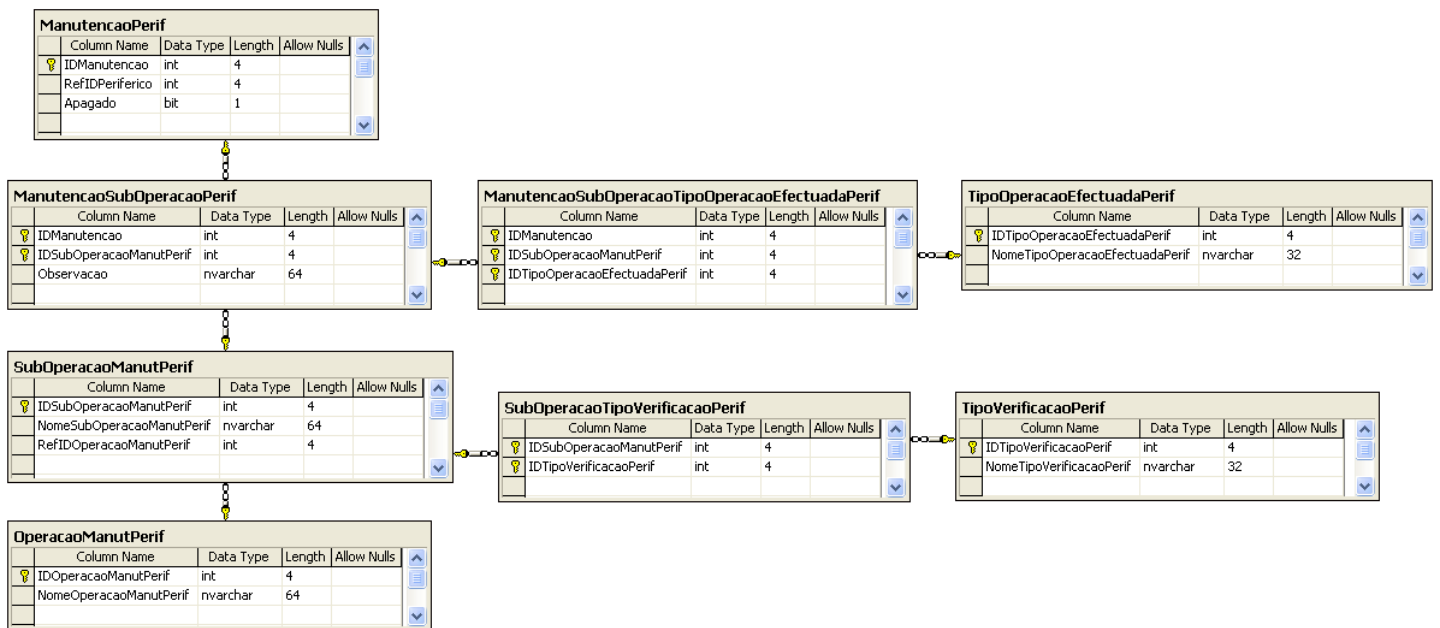 ManutencaoPerif
Column Name Data Type Length Allow Nulls
IDManutencao int 4
RefIDPeriferico int 4
Apagado bit 1
ManutencaoSubOperacaoPerif
Column Name Data Type Length Allow Nulls
IDManutencao int 4
IDSubOperacaoManutPerif int 4
Observacao nvarchar 64
ManutencaoSubOperacaoTipoOperacaoEfectuadaPerif
Column Name Data Type Length Allow Nulls
IDManutencao int 4
IDSubOperacaoManutPerif int 4
IDTipoOperacaoEfectuadaPerif int 4
TipoOperacaoEfectuadaPerif
Column Name Data Type Length Allow Nulls
IDTipoOperacaoEfectuadaPerif int 4
NomeTipoOperacaoEfectuadaPerif nvarchar 32
SubOperacaoManutPerif
Column Name Data Type Length Allow Nulls
IDSubOperacaoManutPerif int 4
NomeSubOperacaoManutPerif nvarchar 64
RefIDOperacaoManutPerif int 4
SubOperacaoTipoVerificacaoPerif
Column Name Data Type Length Allow Nulls
IDSubOperacaoManutPerif int 4
IDTipoVerificacaoPerif int 4
TipoVerificacaoPerif
Column Name Data Type Length Allow Nulls
IDTipoVerificacaoPerif int 4
NomeTipoVerificacaoPerif nvarchar 32
OperacaoManutPerif
Column Name Data Type Length Allow Nulls
IDOperacaoManutPerif int 4
NomeOperacaoManutPerif nvarchar 64